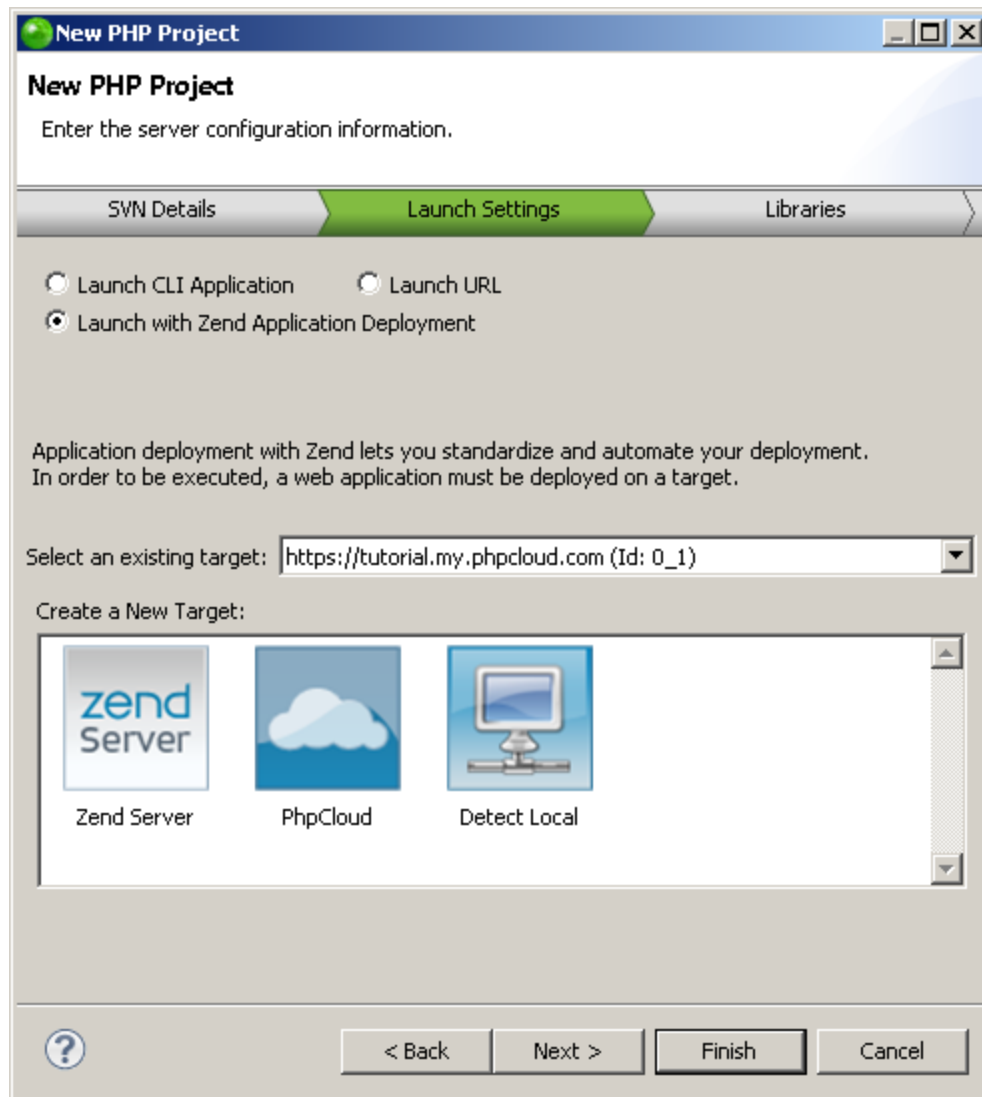 New PHP Project
New PHP Project
Enter the server configuration information.
SVN Details Launch Settings Libraries
Launch CLI Application Launch URL
Launch with Zend Application Deployment
Application deployment with Zend lets you standardize and automate your deployment.
In order to be executed, a web application must be deployed on a target.
Select an existing target: https://tutorial.my.phpcloud.com (Id: 0_1)
Create a New Target:
zend
Server
Zend Server PhpCloud Detect Local
? < Back Next > Finish Cancel